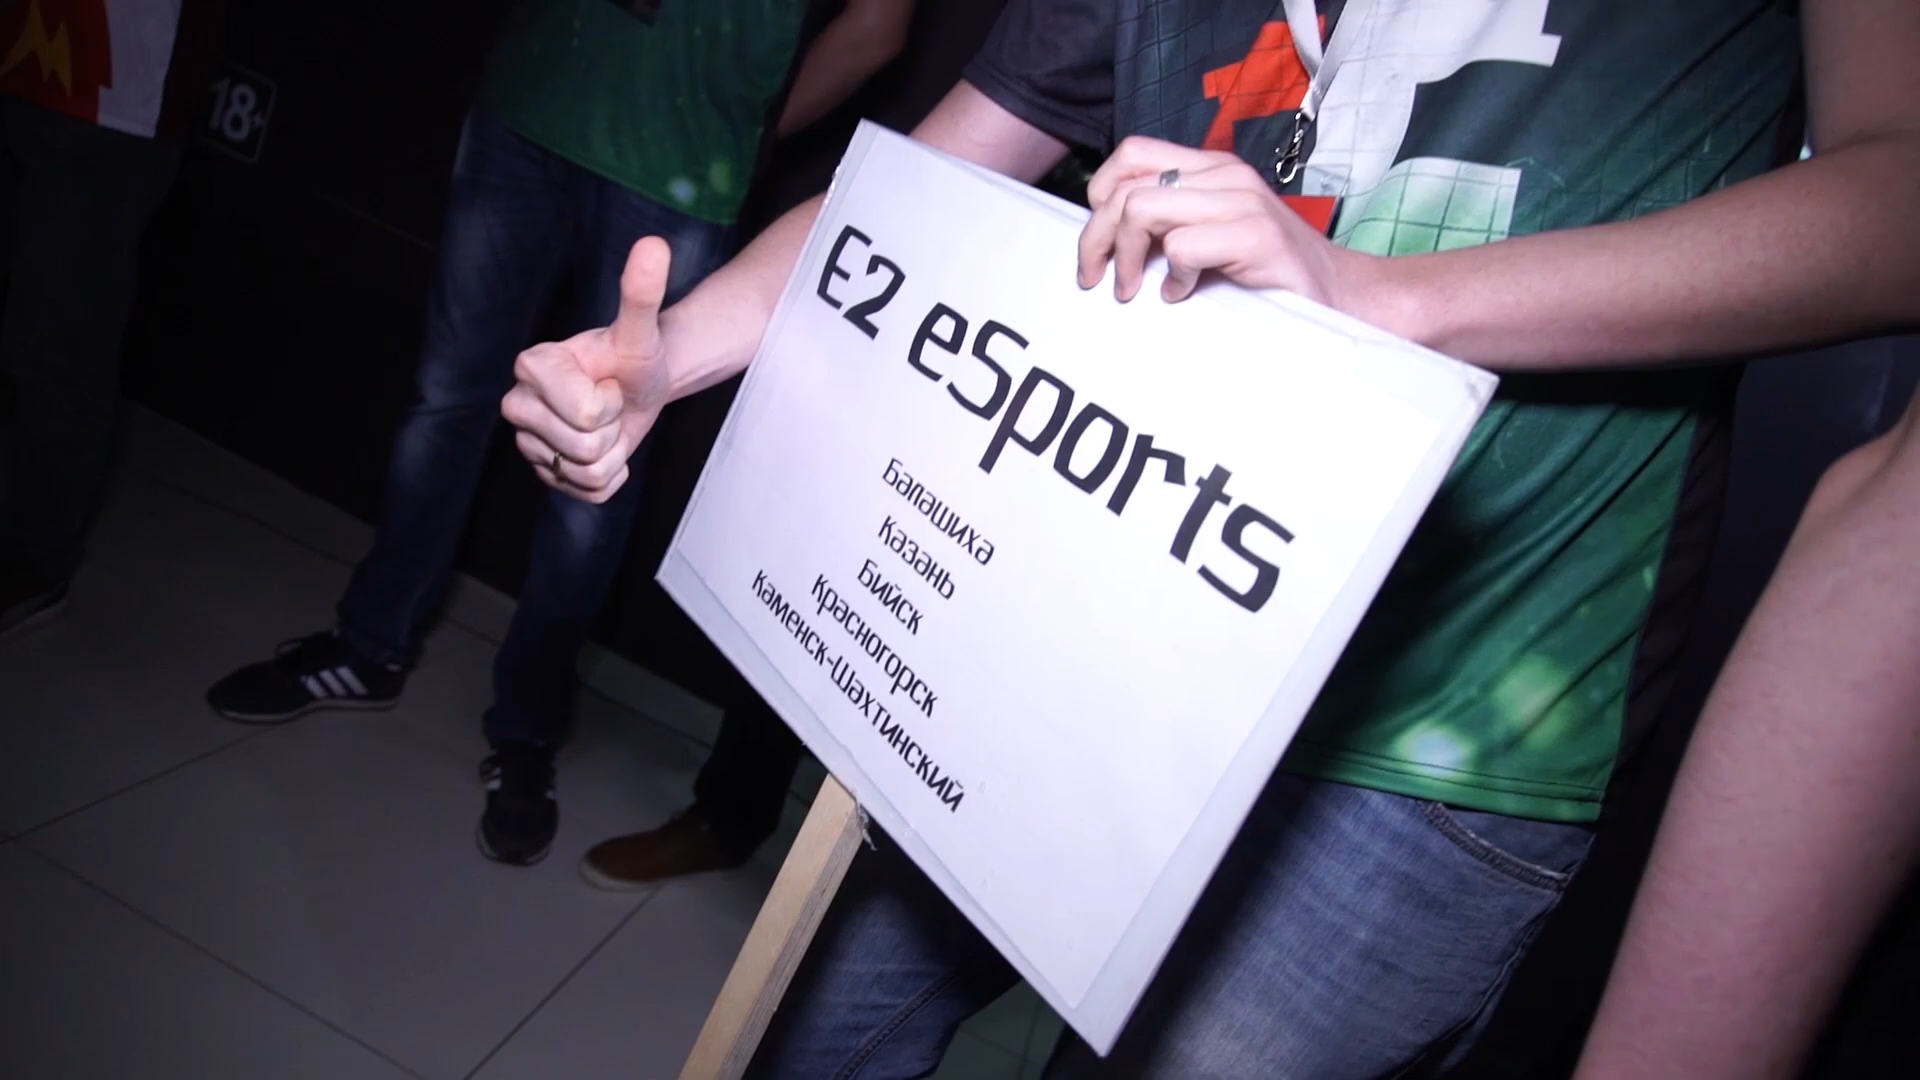 18+
E2 eSports
Балашиха
Казань
Бийск
Красногорск
Каменск-Шахтинский